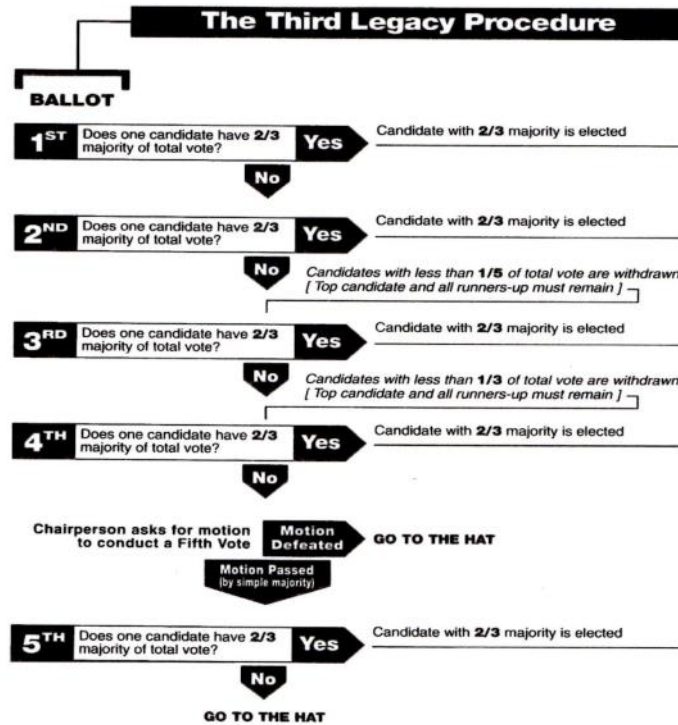 The Third Legacy Procedure
BALLOT
1ST
Does one candidate have 2/3
majority of total vote?
Yes
Candidate with 2/3 majority is elected
No
2ND
Does one candidate have 2/3
majority of total vote?
Yes
Candidate with 2/3 majority is elected
No
Candidates with less than 1/5 of total vote are withdrawn
[ Top candidate and all runners-up must remain ]
3RD
Does one candidate have 2/3
majority of total vote?
Yes
Candidate with 2/3 majority is elected
No
Candidates with less than 1/3 of total vote are withdrawn
[ Top candidate and all runners-up must remain ]
4TH
Does one candidate have 2/3
majority of total vote?
Yes
Candidate with 2/3 majority is elected
No
Chairperson asks for motion
to conduct a Fifth Vote
Motion
Defeated
GO TO THE HAT
Motion Passed
(by simple majority)
5TH
Does one candidate have 2/3
majority of total vote?
Yes
Candidate with 2/3 majority is elected
No
GO TO THE HAT